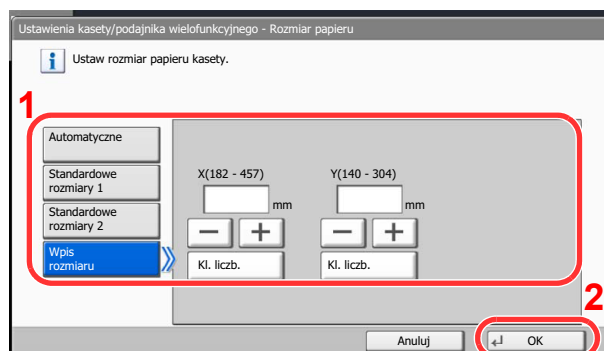 Ustawienia kasety/podajnika wielofunkcyjnego - Rozmiar papieru
i Ustaw rozmiar papieru kasety.
1
Automatyczne
Standardowe
rozmiary 1
Standardowe
rozmiary 2
Wpis
rozmiaru
X(182 - 457)
mm
− +
Kl. liczb.
Y(140 - 304)
mm
− +
Kl. liczb.
2
Anuluj
OK